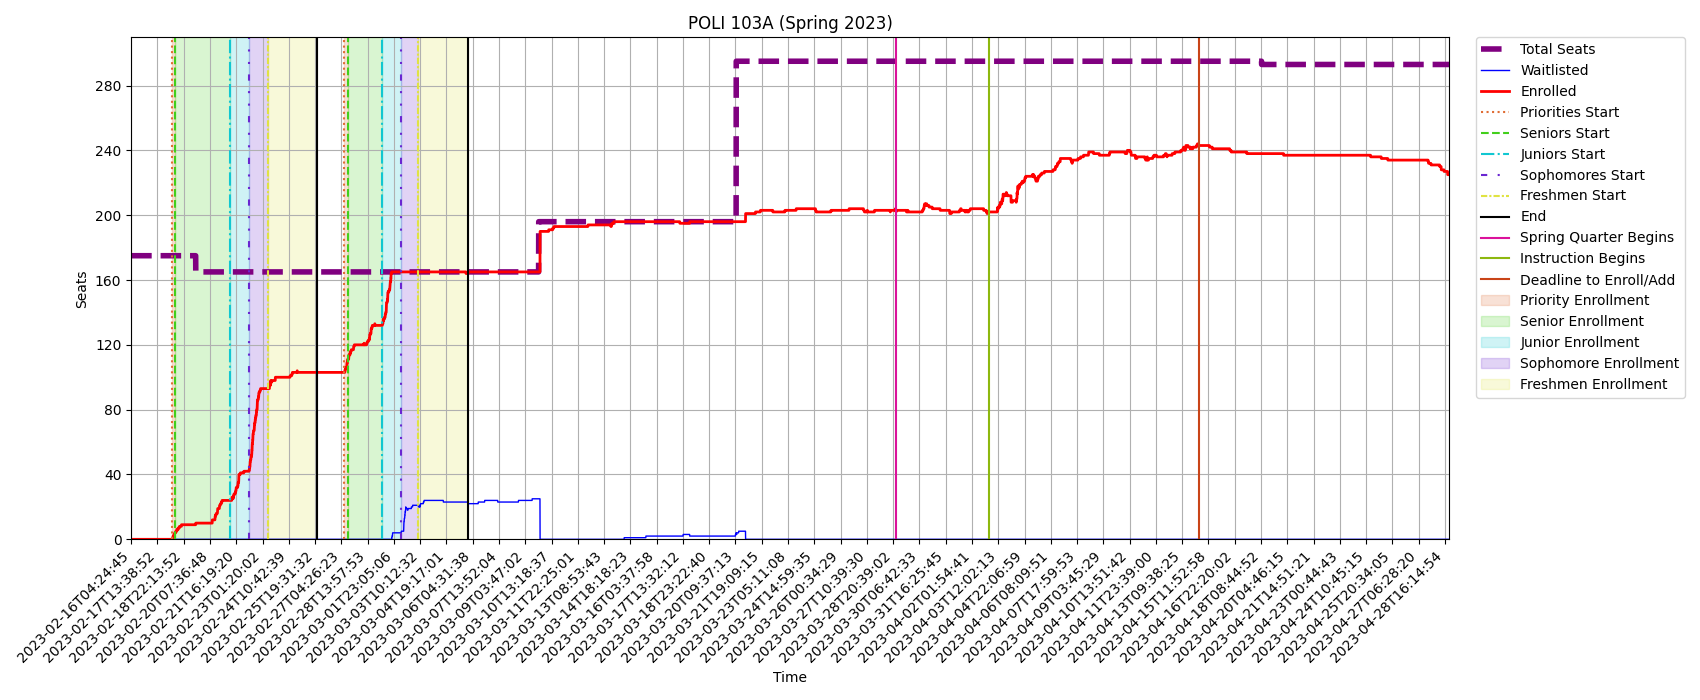 POLI 103A (Spring 2023)
Seats
280
240
200
160
120
80
40
0
2023-02-16T04:24:45
2023-02-17T13:38:52
2023-02-18T22:13:52
2023-02-20T07:36:48
2023-02-21T16:19:20
2023-02-23T01:20:02
2023-02-24T10:42:39
2023-02-25T19:31:32
2023-02-27T04:26:23
2023-02-28T13:57:53
2023-03-01T23:05:06
2023-03-03T10:12:32
2023-03-04T19:17:01
2023-03-06T04:31:38
2023-03-07T13:52:04
2023-03-09T03:47:02
2023-03-10T13:18:37
2023-03-11T22:25:01
2023-03-13T08:53:43
2023-03-14T18:18:23
2023-03-16T03:37:58
2023-03-17T13:32:12
2023-03-18T23:22:40
2023-03-20T09:37:13
2023-03-21T19:09:15
2023-03-23T05:11:08
2023-03-24T14:59:35
2023-03-26T00:34:29
2023-03-27T10:39:30
2023-03-28T20:39:02
2023-03-30T06:42:33
2023-03-31T16:25:45
2023-04-02T01:54:41
2023-04-03T12:02:13
2023-04-04T22:06:59
2023-04-06T08:09:51
2023-04-07T17:59:53
2023-04-09T03:45:29
2023-04-10T13:51:42
2023-04-11T23:39:00
2023-04-13T09:38:25
2023-04-15T11:52:58
2023-04-16T22:20:02
2023-04-18T08:44:52
2023-04-20T04:46:15
2023-04-21T14:51:21
2023-04-23T00:44:43
2023-04-24T10:45:15
2023-04-25T20:34:05
2023-04-27T06:28:20
2023-04-28T16:14:54
Time
Total Seats
Waitlisted
Enrolled
Priorities Start
Seniors Start
Juniors Start
Sophomores Start
Freshmen Start
End
Spring Quarter Begins
Instruction Begins
Deadline to Enroll/Add
Priority Enrollment
Senior Enrollment
Junior Enrollment
Sophomore Enrollment
Freshmen Enrollment